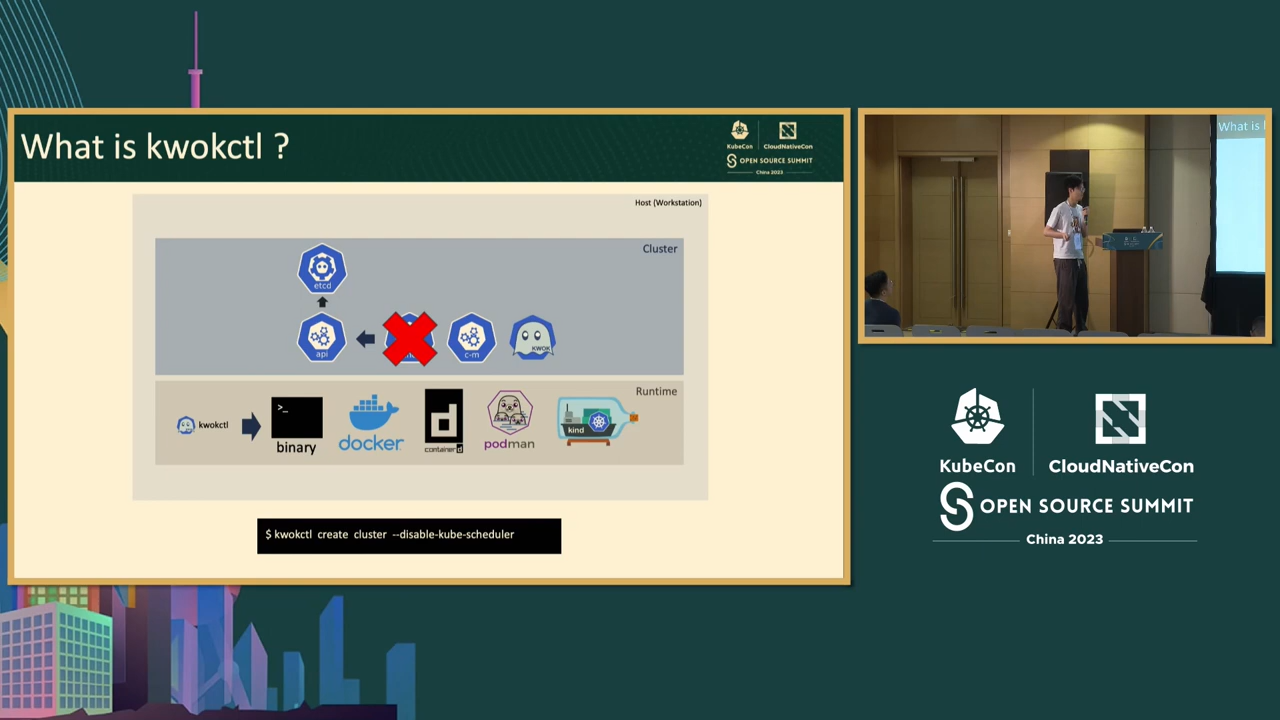 What is kwokctl ?
KubeCon
CloudNativeCon
OPEN SOURCE SUMMIT
China 2023
Host (Workstation)
Cluster
etcd
api
c-m
KWOK
Runtime
kwokctl
>_
binary
docker
d
containerd
podman
kind
$ kwokctl create cluster --disable-kube-scheduler
What is
KubeCon
CloudNativeCon
OPEN SOURCE SUMMIT
China 2023